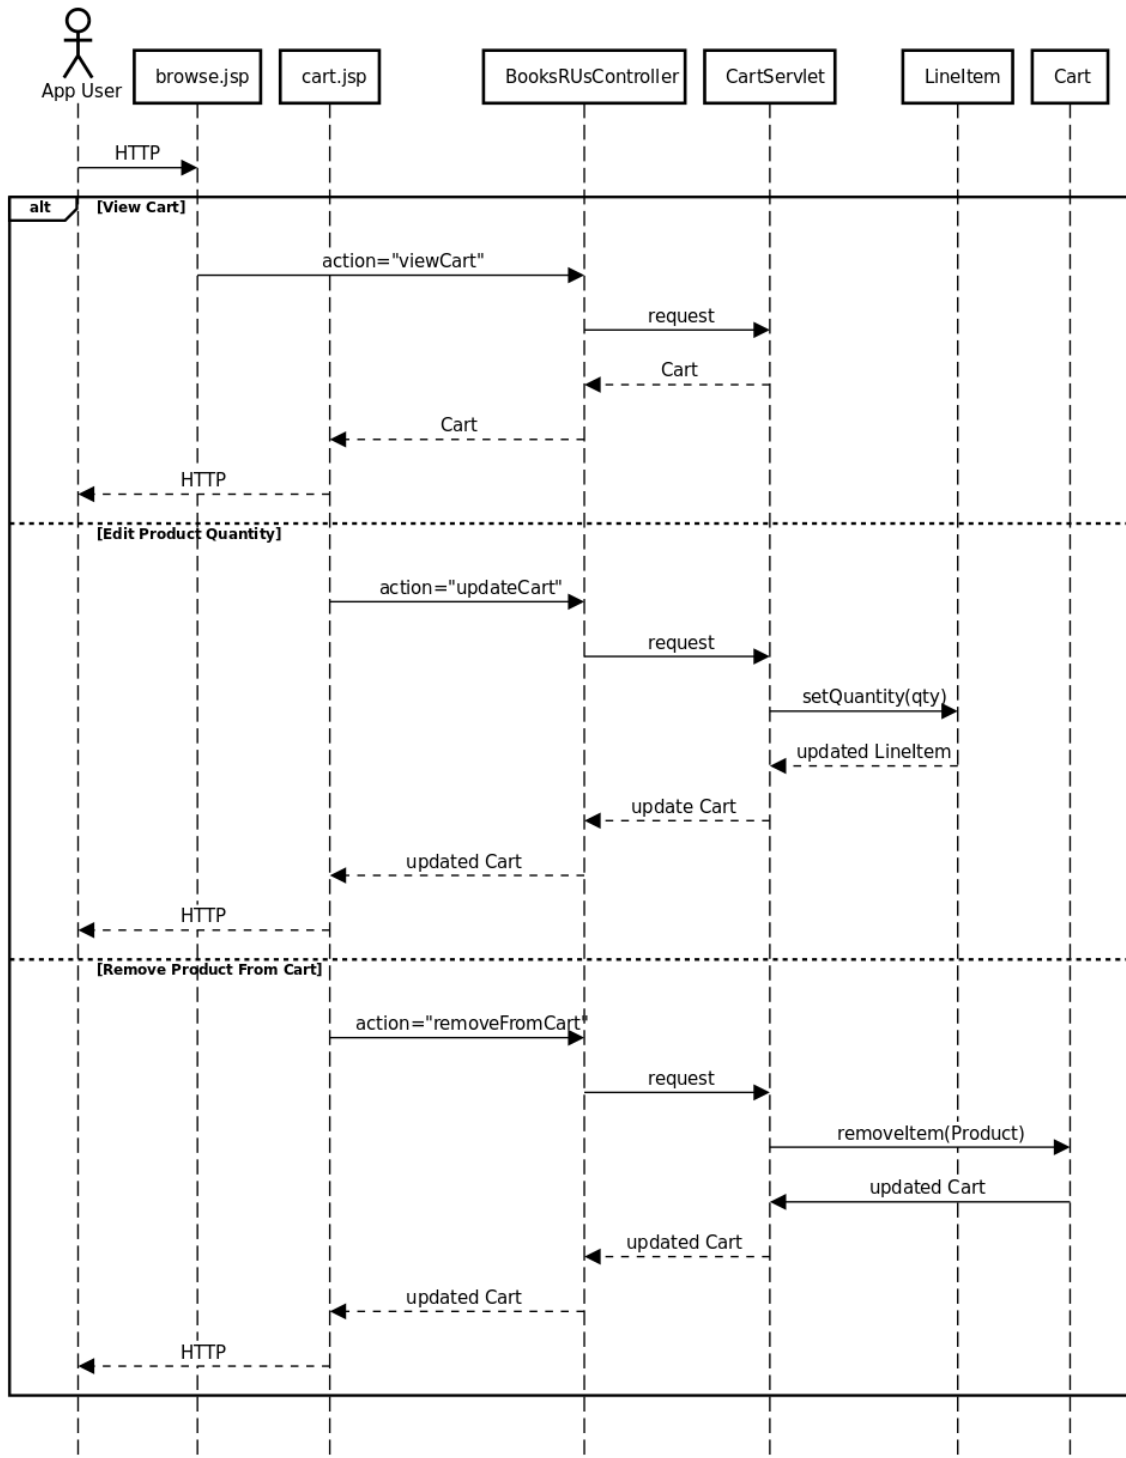 App User
browse.jsp
cart.jsp
BooksRUsController
CartServlet
LineItem
Cart
HTTP
alt
[View Cart]
action="viewCart"
request
Cart
Cart
HTTP
[Edit Product Quantity]
action="updateCart"
request
setQuantity(qty)
updated LineItem
update Cart
updated Cart
HTTP
[Remove Product From Cart]
action="removeFromCart"
request
removeItem(Product)
updated Cart
updated Cart
updated Cart
HTTP